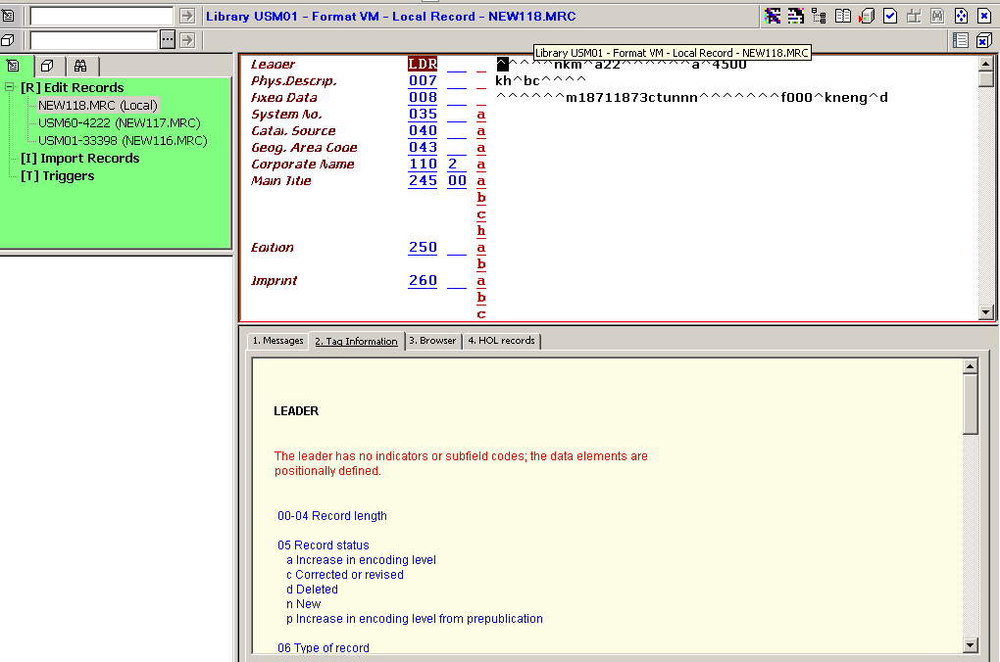 Library USM01 - Format VM - Local Record - NEW118.MRC
Library USM01 - Format VM - Local Record - NEW118.MRC
[R] Edit Records
NEW118.MRC (Local)
USM60-4222 (NEW117.MRC)
USM01-33398 (NEW116.MRC)
[I] Import Records
[T] Triggers
Leader LDR ^^^^^nkm^a22^^^^^^^a^4500
Phys.Descrip. 007 kh^bc^^^^
Fixed Data 008 ^^^^^^m18711873ctunnn^^^^^^^f000^kneng^d
System No. 035 a
Catal. Source 040 a
Geog. Area Code 043 a
Corporate Name 110 2 a
Main Title 245 00 a
b
c
h
Edition 250 a
b
Imprint 260 a
b
c
1. Messages 2. Tag Information 3. Browser 4. HOL records
LEADER
The leader has no indicators or subfield codes; the data elements are
positionally defined.
00-04 Record length
05 Record status
a Increase in encoding level
c Corrected or revised
d Deleted
n New
p Increase in encoding level from prepublication
06 Type of record